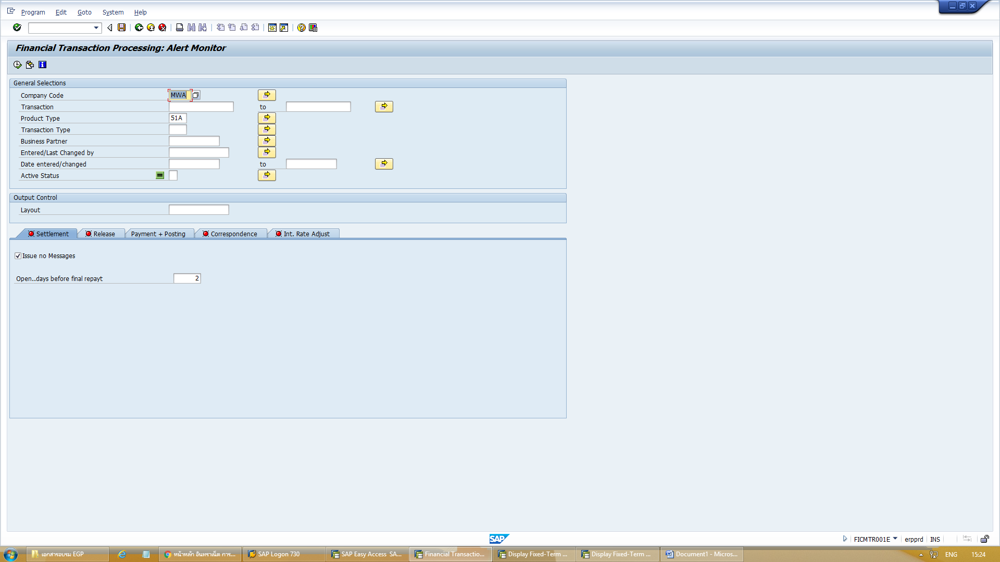 Program Edit Goto System Help
Financial Transaction Processing: Alert Monitor
General Selections
Company Code MWA
Transaction to
Product Type 51A
Transaction Type
Business Partner
Entered/Last Changed by
Date entered/changed to
Active Status
Output Control
Layout
Settlement Release Payment + Posting Correspondence Int. Rate Adjust
Issue no Messages
Open..days before final repayt 2
SAP
FICMTR001E erpprd INS
เอกสารอบรม EGP หน้าหลัก อินทราเน็ต การ... SAP Logon 730 SAP Easy Access SA... Financial Transactio... Display Fixed-Term ... Display Fixed-Term ... Document1 - Micros... ENG 15:24